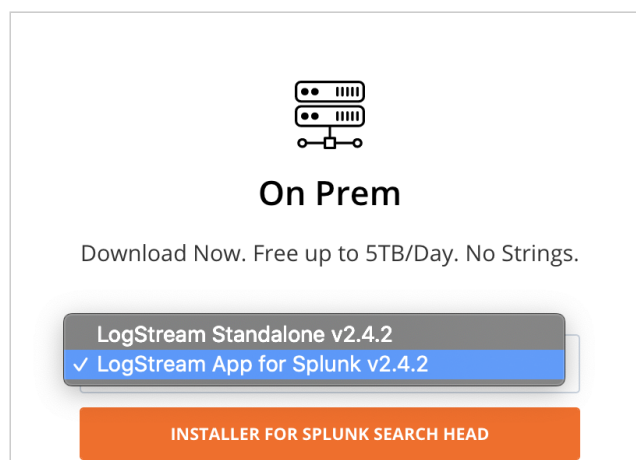 On Prem
Download Now. Free up to 5TB/Day. No Strings.
LogStream Standalone v2.4.2
✓ LogStream App for Splunk v2.4.2
INSTALLER FOR SPLUNK SEARCH HEAD